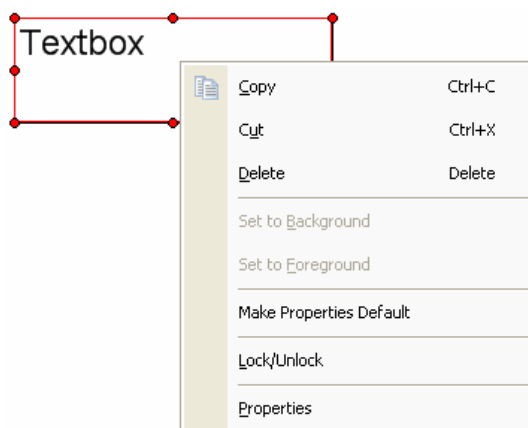 Textbox
Copy Ctrl+C
Cut Ctrl+X
Delete Delete
Set to Background
Set to Foreground
Make Properties Default
Lock/Unlock
Properties